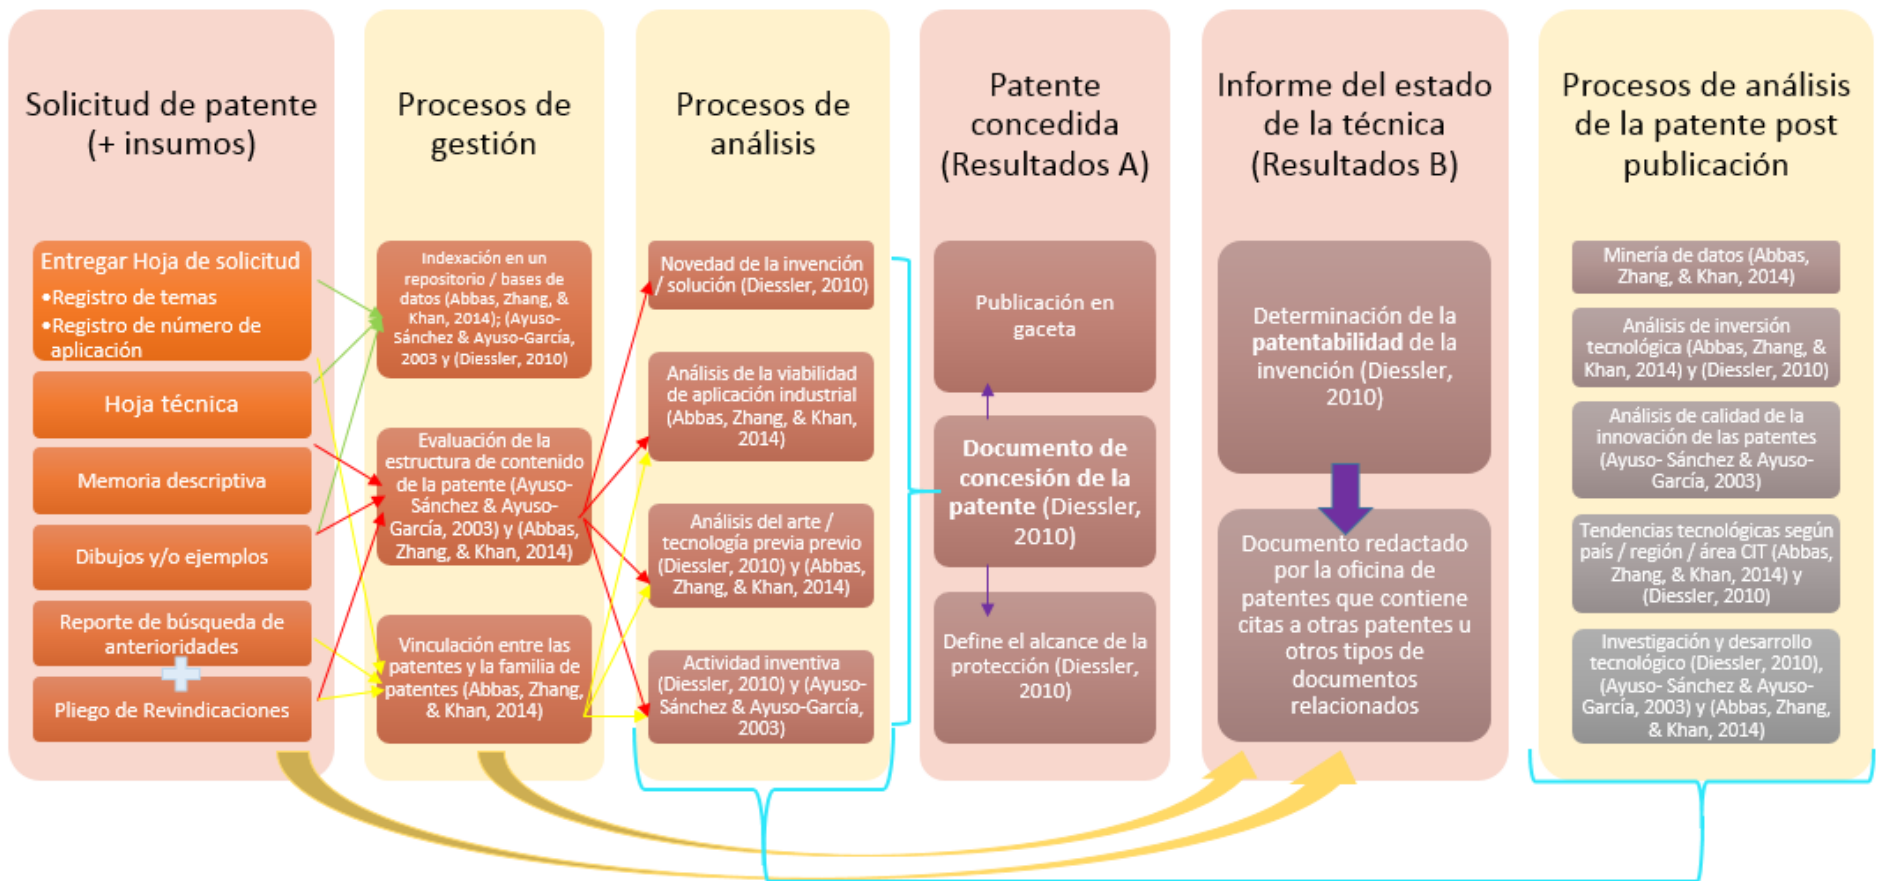 Solicitud de patente
(+ insumos)
Entregar Hoja de solicitud
•Registro de temas
•Registro de número de
aplicación
Hoja técnica
Memoria descriptiva
Dibujos y/o ejemplos
Reporte de búsqueda de
anterioridades
Pliego de Revindicaciones
Procesos de
gestión
Indexación en un
repositorio / bases de
datos (Abbas, Zhang, &
Khan, 2014); (Ayuso-
Sánchez & Ayuso-García,
2003 y (Diessler, 2010)
Evaluación de la
estructura de contenido
de la patente (Ayuso-
Sánchez & Ayuso-
García, 2003) y (Abbas,
Zhang, & Khan, 2014)
Vinculación entre las
patentes y la familia de
patentes (Abbas, Zhang,
& Khan, 2014)
Procesos de
análisis
Novedad de la invención
/ solución (Diessler, 2010)
Análisis de la viabilidad
de aplicación industrial
(Abbas, Zhang, & Khan,
2014)
Análisis del arte /
tecnología previa previo
(Diessler, 2010) y (Abbas,
Zhang, & Khan, 2014)
Actividad inventiva
(Diessler, 2010) y (Ayuso-
Sánchez & Ayuso-García,
2003)
Patente
concedida
(Resultados A)
Publicación en
gaceta
Documento de
concesión de la
patente (Diessler,
2010)
Define el alcance de la
protección (Diessler,
2010)
Informe del estado
de la técnica
(Resultados B)
Determinación de la
patentabilidad de la
invención (Diessler,
2010)
Documento redactado
por la oficina de
patentes que contiene
citas a otras patentes u
otros tipos de
documentos
relacionados
Procesos de análisis
de la patente post
publicación
Minería de datos (Abbas,
Zhang, & Khan, 2014)
Análisis de inversión
tecnológica (Abbas, Zhang, &
Khan, 2014) y (Diessler, 2010)
Análisis de calidad de la
innovación de las patentes
(Ayuso- Sánchez & Ayuso-
García, 2003)
Tendencias tecnológicas según
país / región / área CIT (Abbas,
Zhang, & Khan, 2014) y
(Diessler, 2010)
Investigación y desarrollo
tecnológico (Diessler, 2010),
(Ayuso- Sánchez & Ayuso-
García, 2003) y (Abbas, Zhang,
& Khan, 2014)